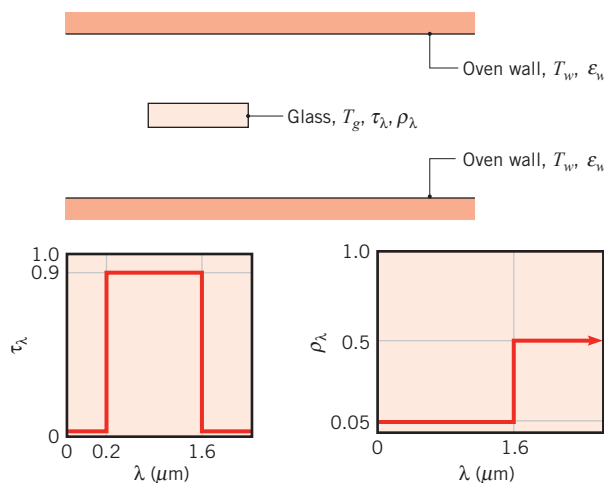 Oven wall, T_w, ε_w
Glass, T_g, τ_λ, ρ_λ
Oven wall, T_w, ε_w
1.0
0.9
τ_λ
0
0 0.2 1.6
λ (μm)
1.0
ρ_λ
0.5
0.05
0 1.6
λ (μm)